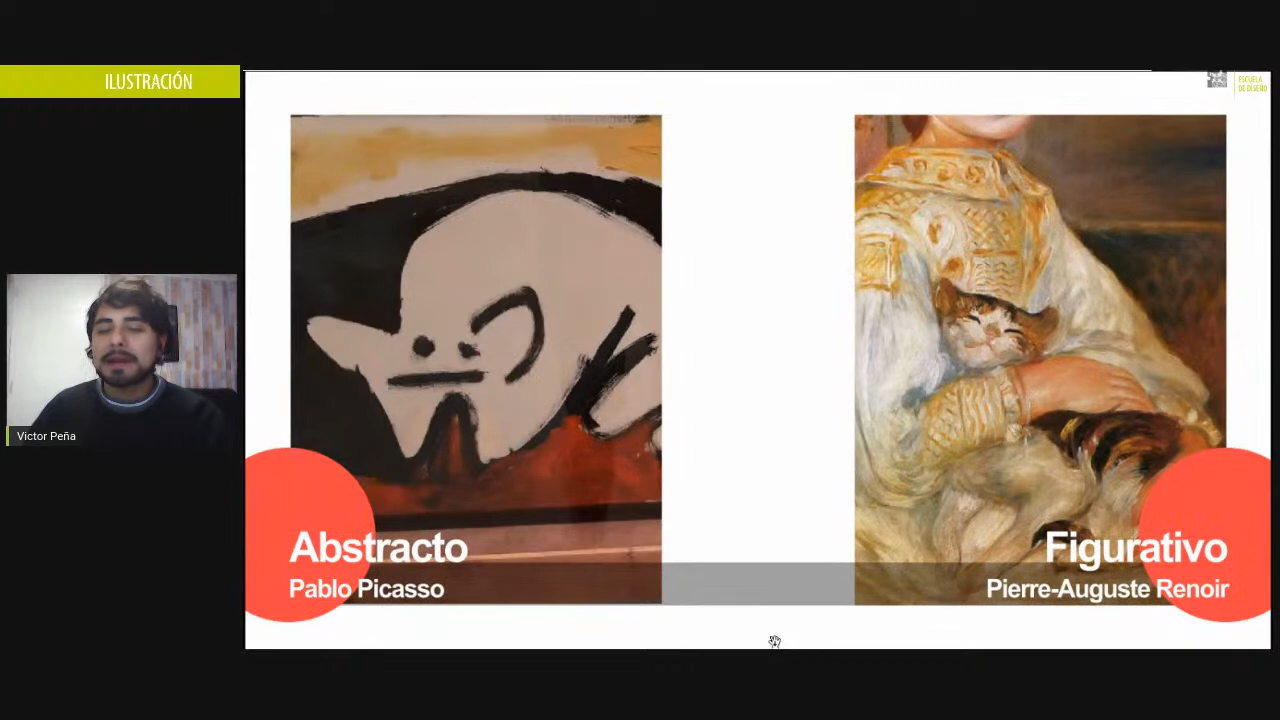 ILUSTRACIÓN
ESCUELA
DE DISEÑO
Victor Peña
Abstracto
Pablo Picasso
Figurativo
Pierre-Auguste Renoir